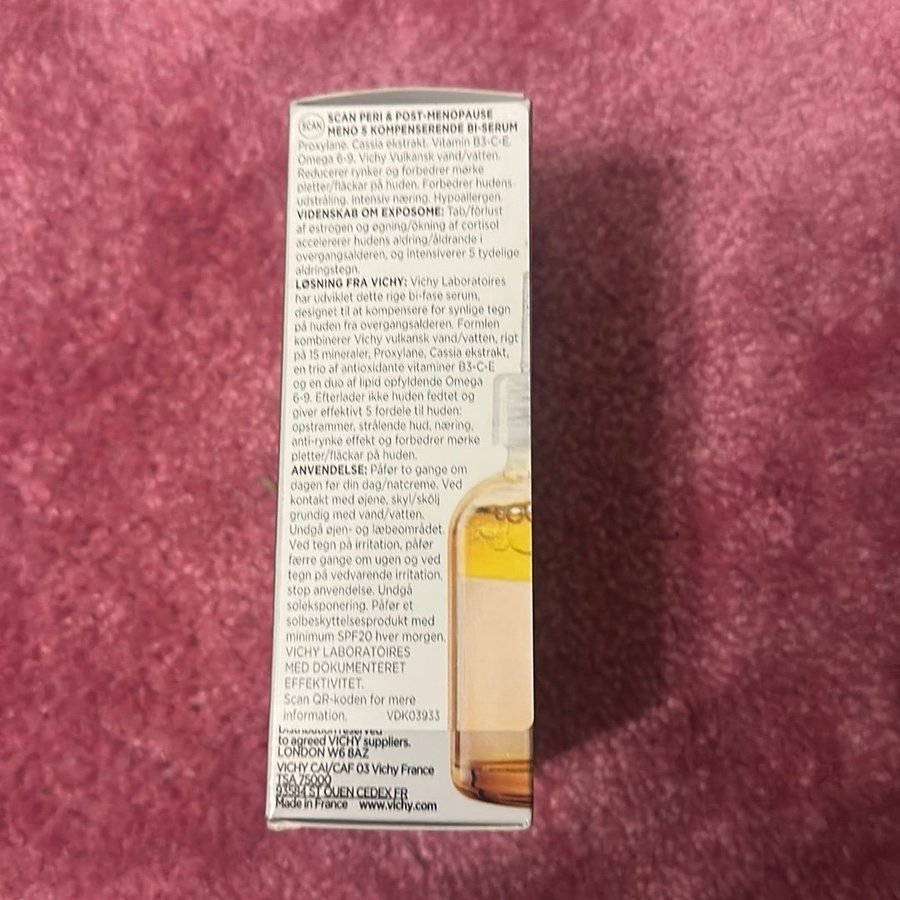 SCAN
SCAN PERI & POST-MENOPAUSE
MENO 5 KOMPENSERENDE BI-SERUM
Proxylane. Cassia ekstrakt. Vitamin B3-C-E.
Omega 6-9. Vichy Vulkansk vand/vatten.
Reducerer rynker og forbedrer mørke
pletter/fläckar på huden. Forbedrer hudens
udstråling. Intensiv næring. Hypoallergen.
VIDENSKAB OM EXPOSOME: Tab/förlust
af østrogen og øgning/ökning af cortisol
accelererer hudens aldring/åldrande i
overgangsalderen, og intensiverer 5 tydelige
aldringstegn.
LØSNING FRA VICHY: Vichy Laboratoires
har udviklet dette rige bi-fase serum,
designet til at kompensere for synlige tegn
på huden fra overgangsalderen. Formlen
kombinerer Vichy vulkansk vand/vatten, rigt
på 15 mineraler, Proxylane, Cassia ekstrakt,
en trio af antioxidante vitaminer B3-C-E
og en duo af lipid opfyldende Omega
6-9. Efterlader ikke huden fedtet og
giver effektivt 5 fordele til huden:
opstrammer, strålende hud, næring,
anti-rynke effekt og forbedrer mørke
pletter/fläckar på huden.
ANVENDELSE: Påfør to gange om
dagen før din dag/natcreme. Ved
kontakt med øjene, skyl/skölj
grundig med vand/vatten.
Undgå øjen- og læbeområdet.
Ved tegn på irritation, påfør
færre gange om ugen og ved
tegn på vedvarende irritation,
stop anvendelse. Undgå
soleksponering. Påfør et
solbeskyttelsesprodukt med
minimum SPF20 hver morgen.
VICHY LABORATOIRES
MED DOKUMENTERET
EFFEKTIVITET.
Scan QR-koden for mere
information. VDK03933
to agreed VICHY suppliers.
LONDON W6 8AZ
VICHY CAI/CAF 03 Vichy France
TSA 75000
93584 ST OUEN CEDEX FR
Made in France www.vichy.com